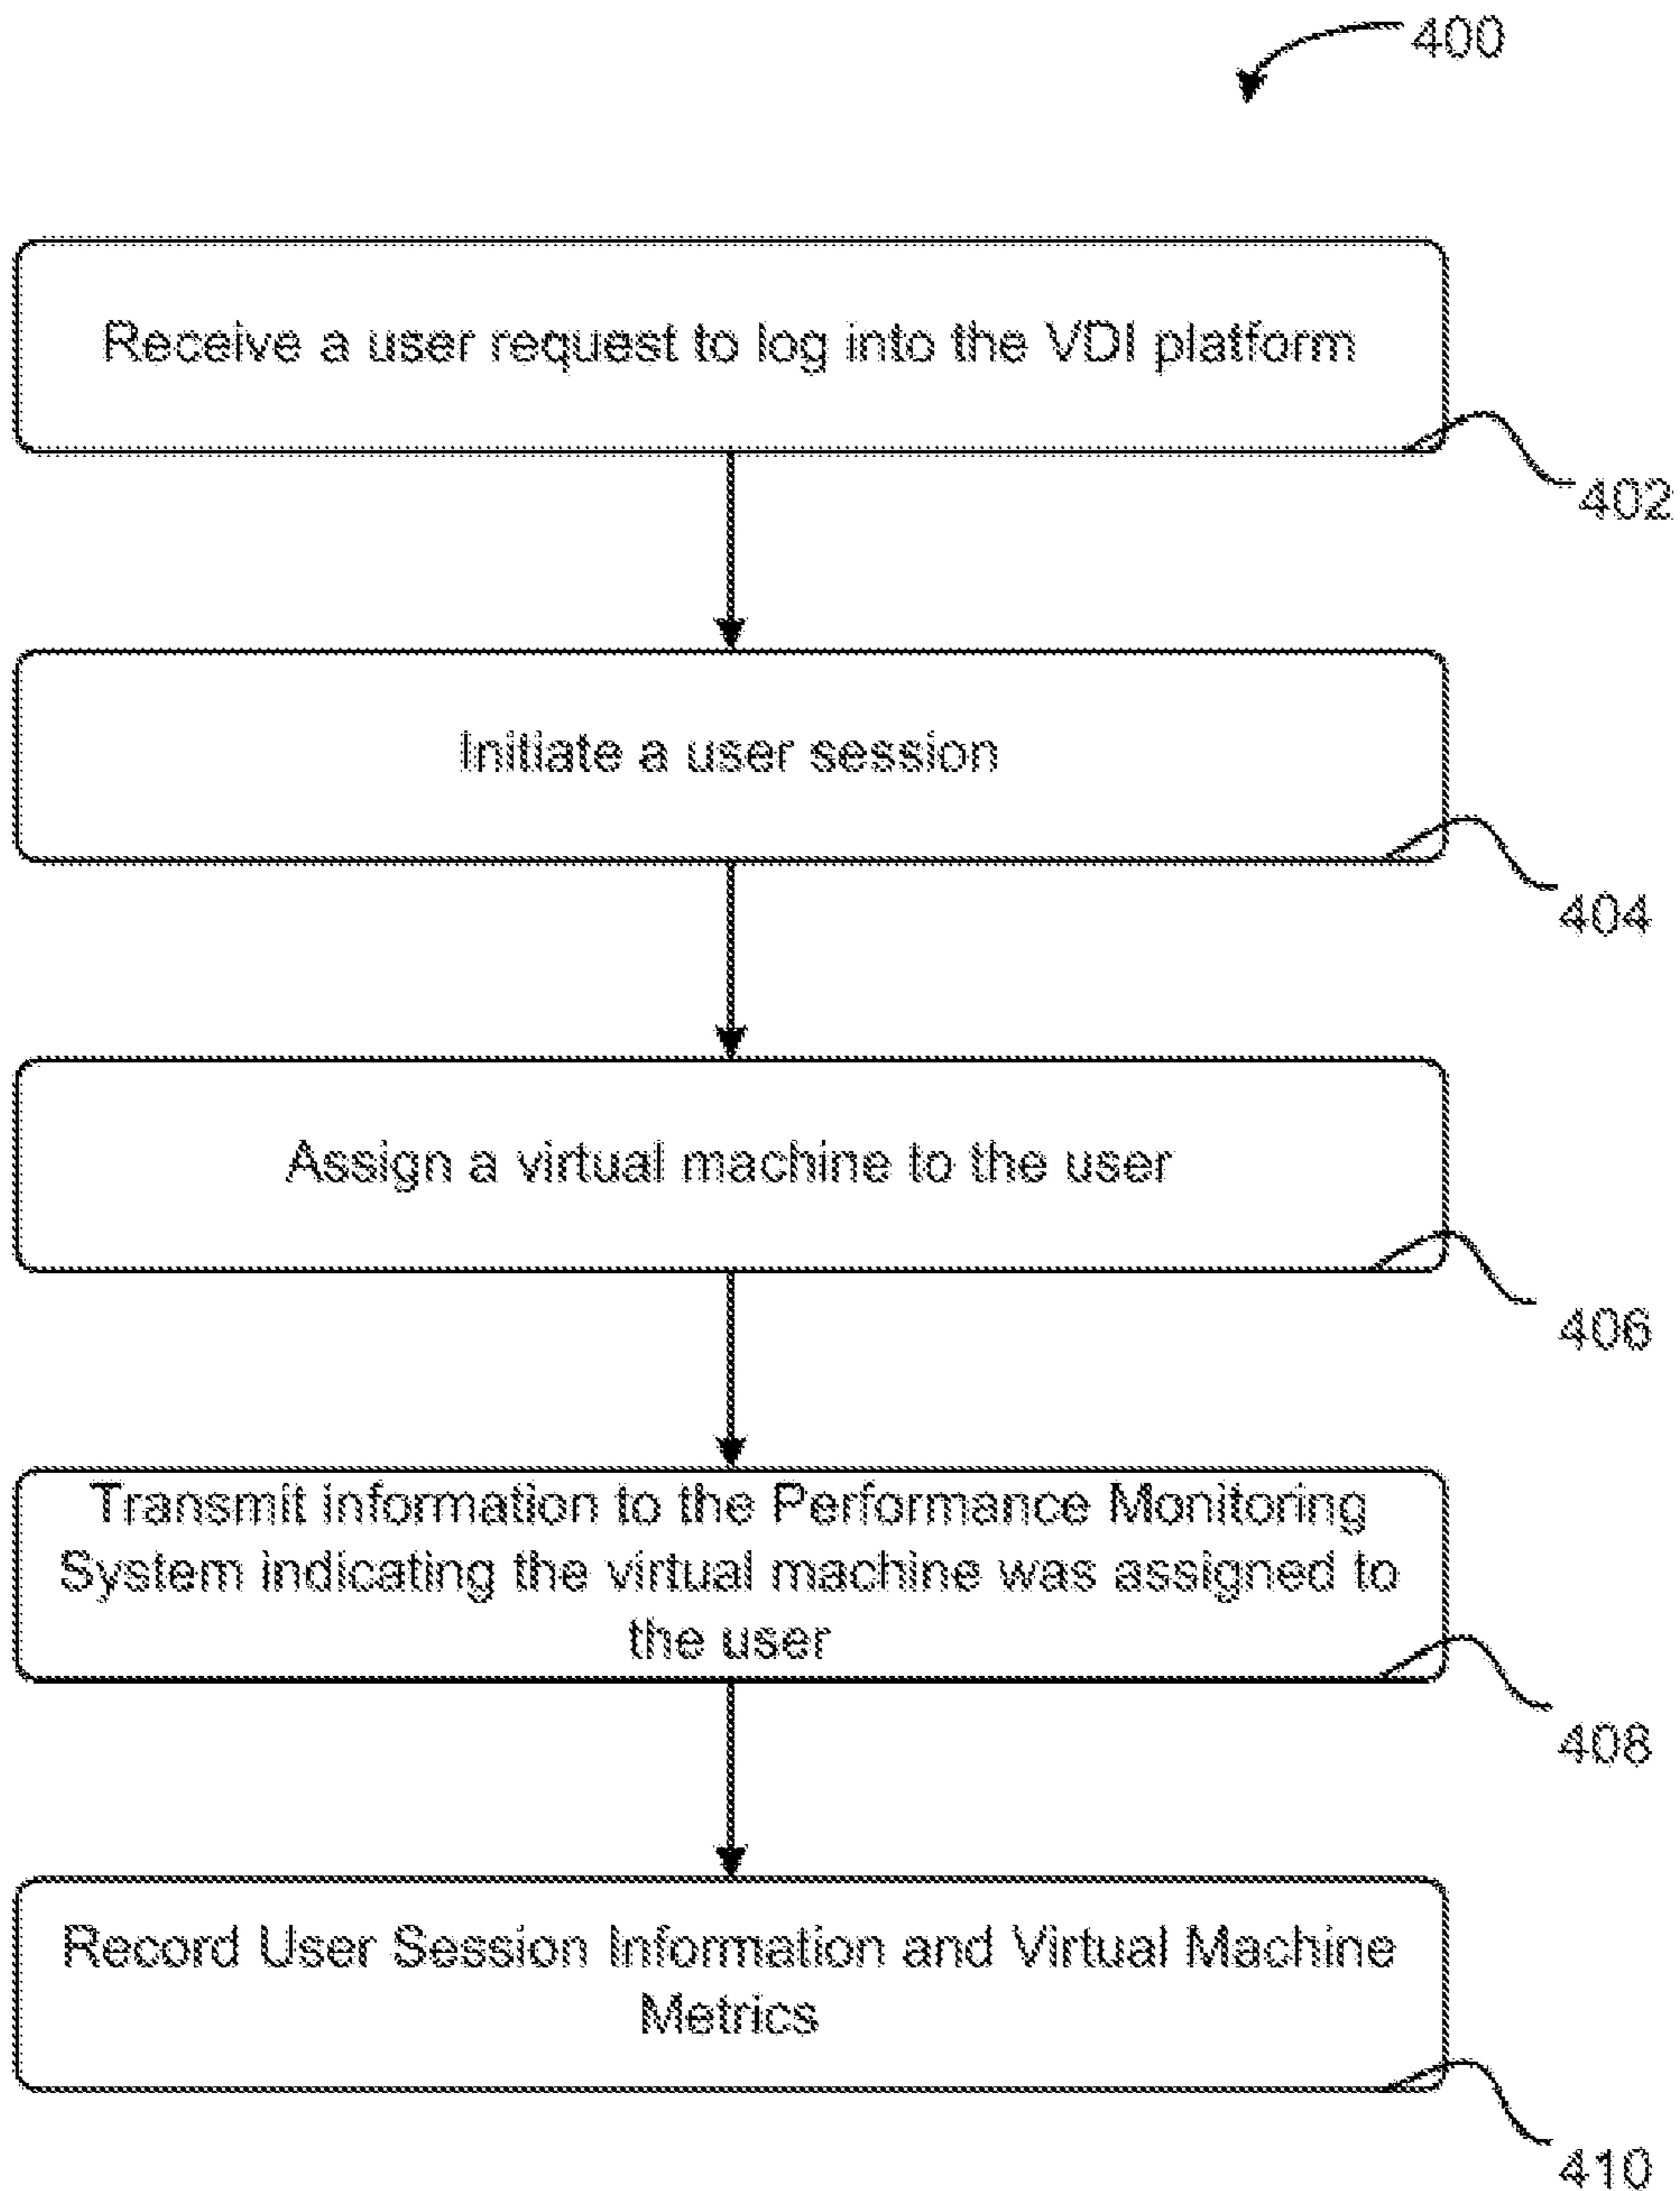 400
Receive a user request to log into the VDI platform
402
Initiate a user session
404
Assign a virtual machine to the user
406
Transmit information to the Performance Monitoring
System indicating the virtual machine was assigned to
the user
408
Record User Session Information and Virtual Machine
Metrics
410